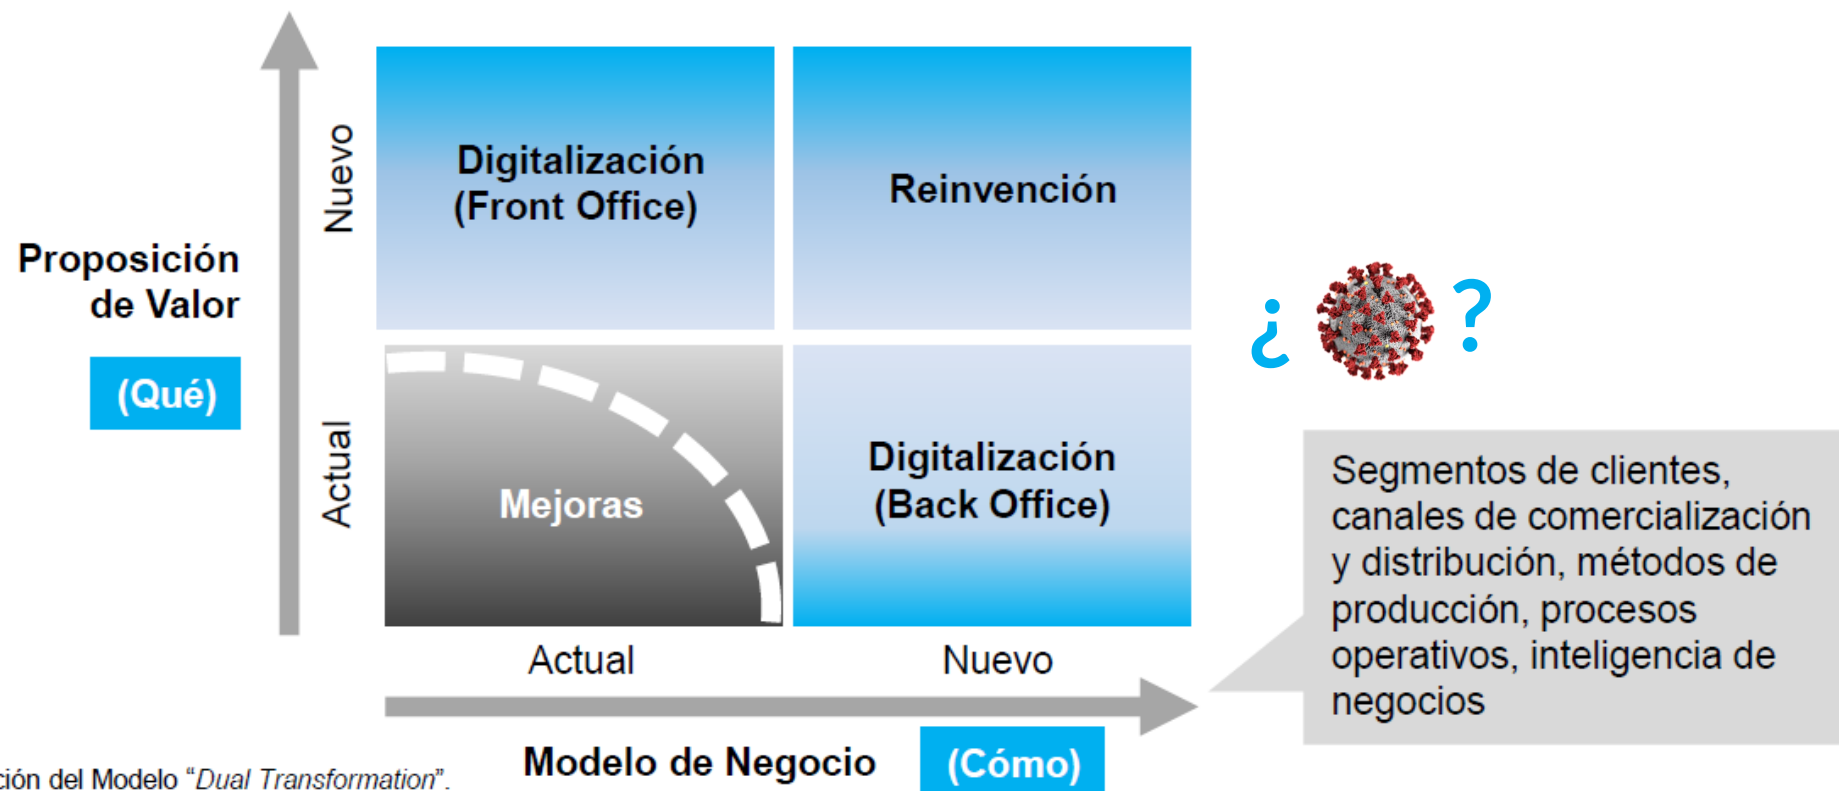 Nuevo
Digitalización
(Front Office)
Reinvención
Proposición
de Valor
(Qué)
¿ ?
Actual
Mejoras
Digitalización
(Back Office)
Segmentos de clientes,
canales de comercialización
y distribución, métodos de
producción, procesos
operativos, inteligencia de
negocios
Actual
Nuevo
Modelo de Negocio
(Cómo)
del Modelo “Dual Transformation”.